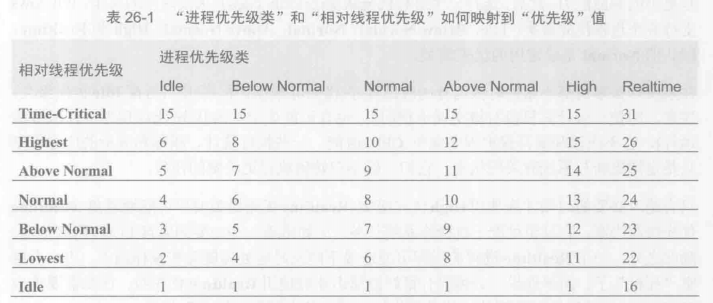 表 26-1 “进程优先级类”和“相对线程优先级”如何映射到“优先级”值
相对线程优先级 进程优先级类
Idle Below Normal Normal Above Normal High Realtime
Time-Critical 15 15 15 15 15 31
Highest 6 8 10 12 15 26
Above Normal 5 7 9 11 14 25
Normal 4 6 8 10 13 24
Below Normal 3 5 7 9 12 23
Lowest 2 4 6 8 11 22
Idle 1 1 1 1 1 16